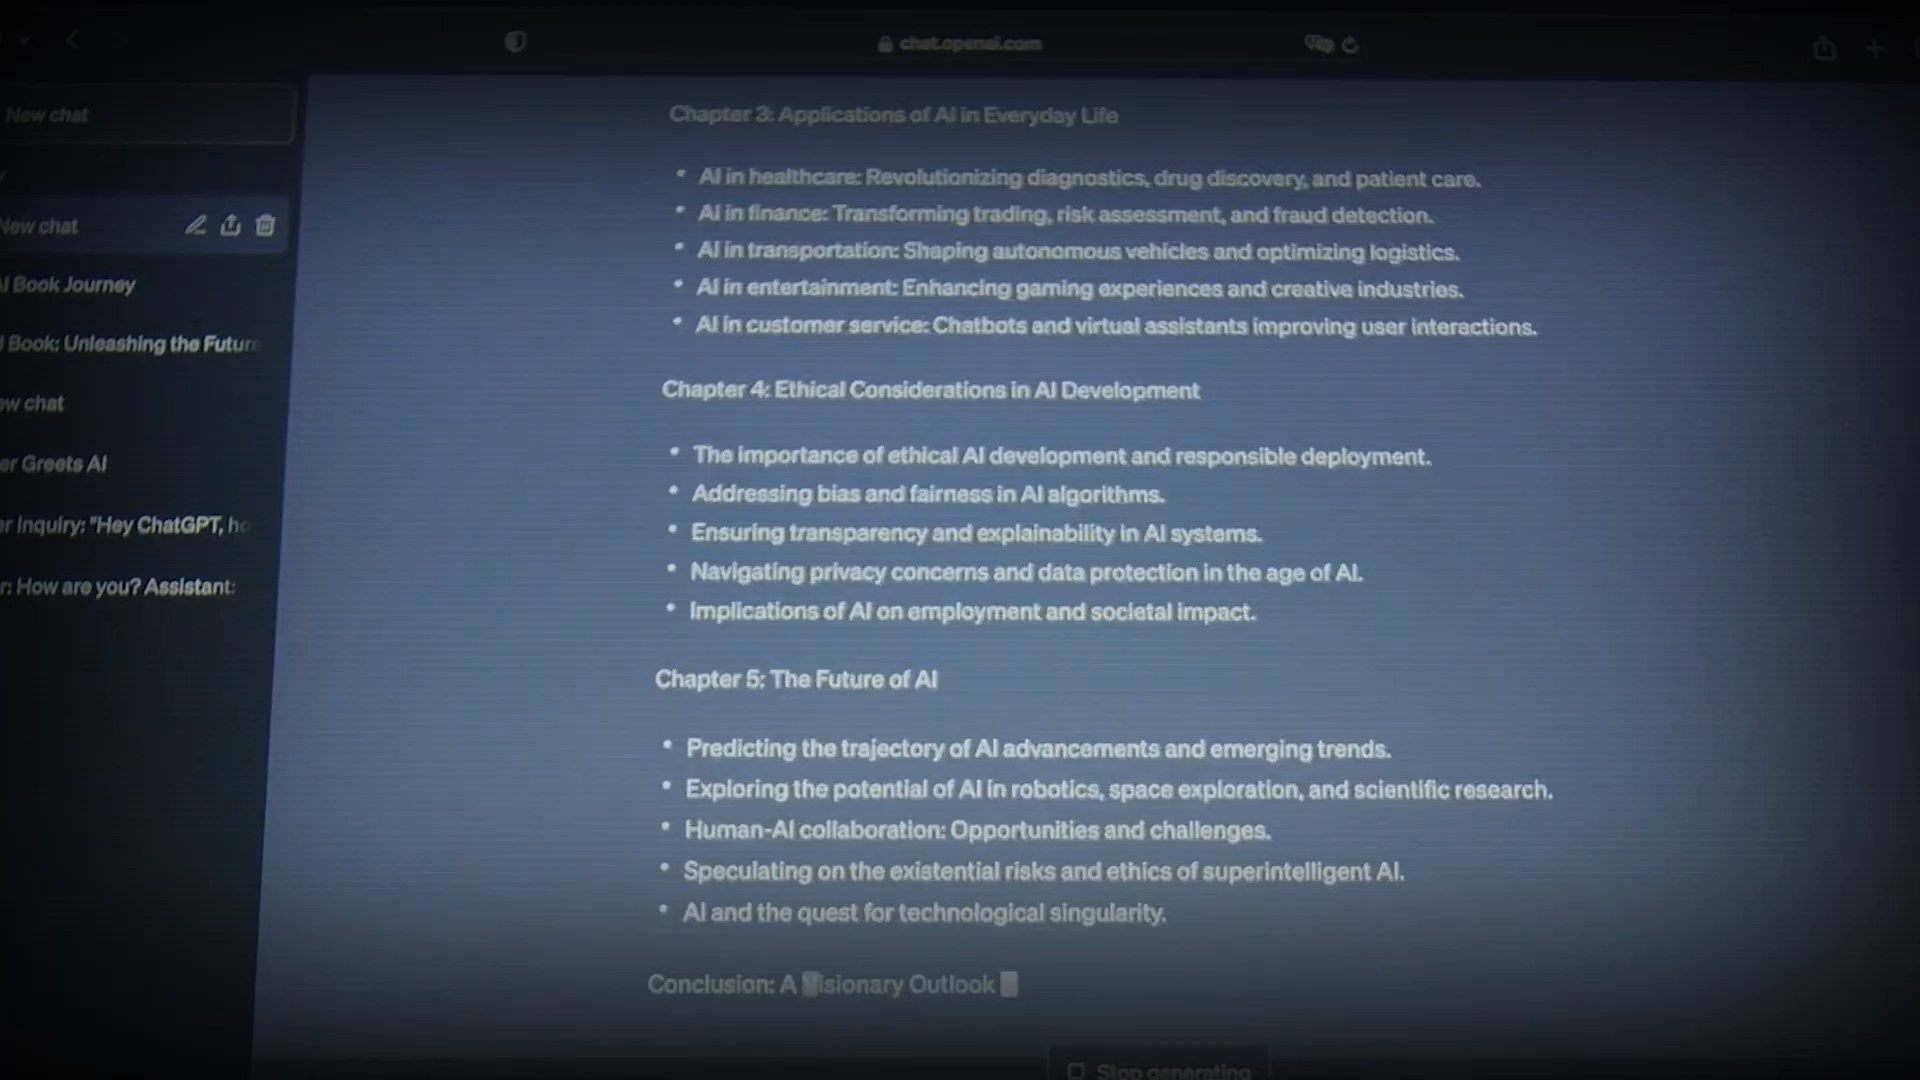 chat.openai.com
New chat
New chat
Book Journey
Book: Unleashing the Futur
chat
Greets AI
Inquiry: "Hey ChatGPT, ho
How are you? Assistant:
Chapter 3: Applications of AI in Everyday Life
• AI in healthcare: Revolutionizing diagnostics, drug discovery, and patient care.
• AI in finance: Transforming trading, risk assessment, and fraud detection.
• AI in transportation: Shaping autonomous vehicles and optimizing logistics.
• AI in entertainment: Enhancing gaming experiences and creative industries.
• AI in customer service: Chatbots and virtual assistants improving user interactions.
Chapter 4: Ethical Considerations in AI Development
• The importance of ethical AI development and responsible deployment.
• Addressing bias and fairness in AI algorithms.
• Ensuring transparency and explainability in AI systems.
• Navigating privacy concerns and data protection in the age of AI.
• Implications of AI on employment and societal impact.
Chapter 5: The Future of AI
• Predicting the trajectory of AI advancements and emerging trends.
• Exploring the potential of AI in robotics, space exploration, and scientific research.
• Human-AI collaboration: Opportunities and challenges.
• Speculating on the existential risks and ethics of superintelligent AI.
• AI and the quest for technological singularity.
Conclusion: A Visionary Outlook
Stop generating